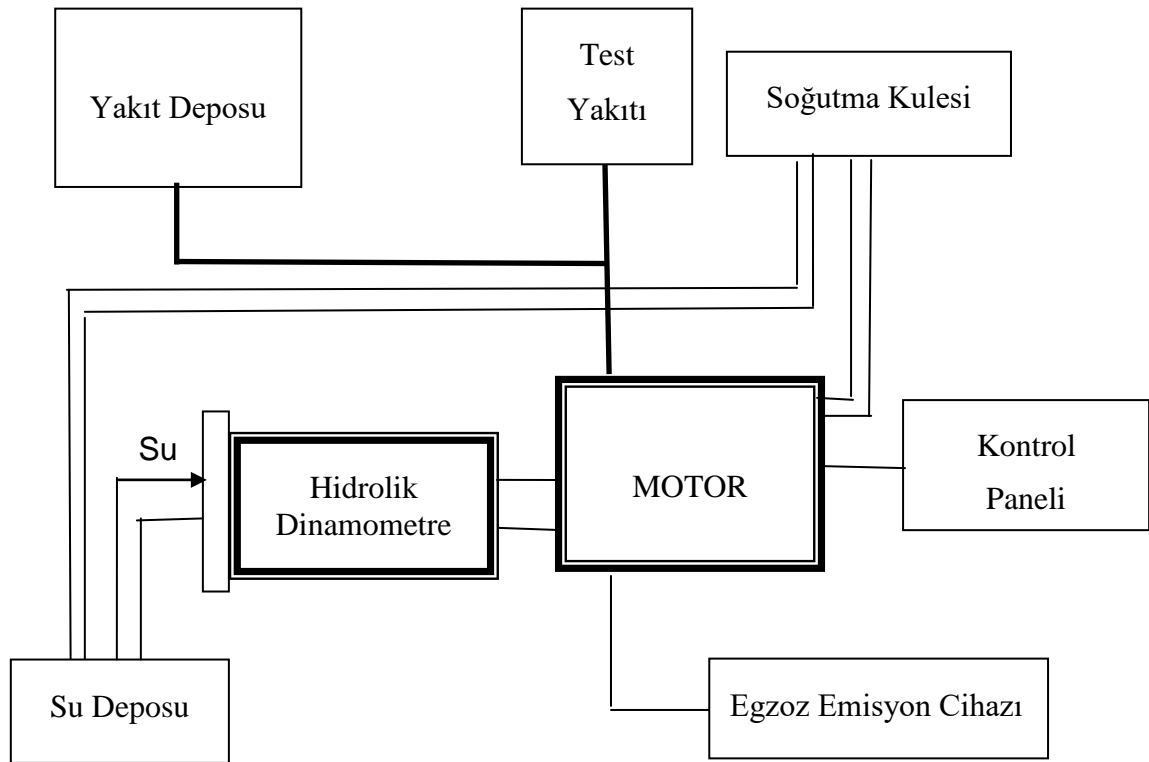 Yakıt Deposu
Test
Yakıtı
Soğutma Kulesi
Su
Hidrolik
Dinamometre
MOTOR
Kontrol
Paneli
Su Deposu
Egzoz Emisyon Cihazı